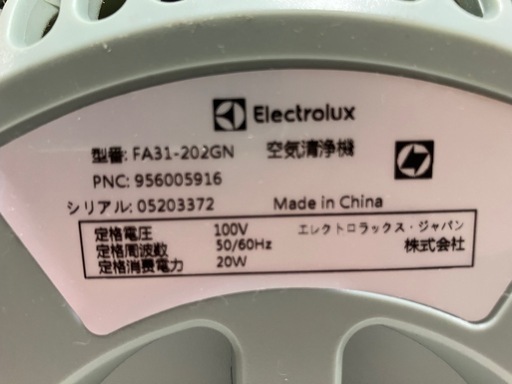 Electrolux
型番: FA31-202GN 空気清浄機
PNC: 956005916
シリアル: 05203372 Made in China
定格電圧 100V エレクトロラックス・ジャパン
定格周波数 50/60Hz 株式会社
定格消費電力 20W